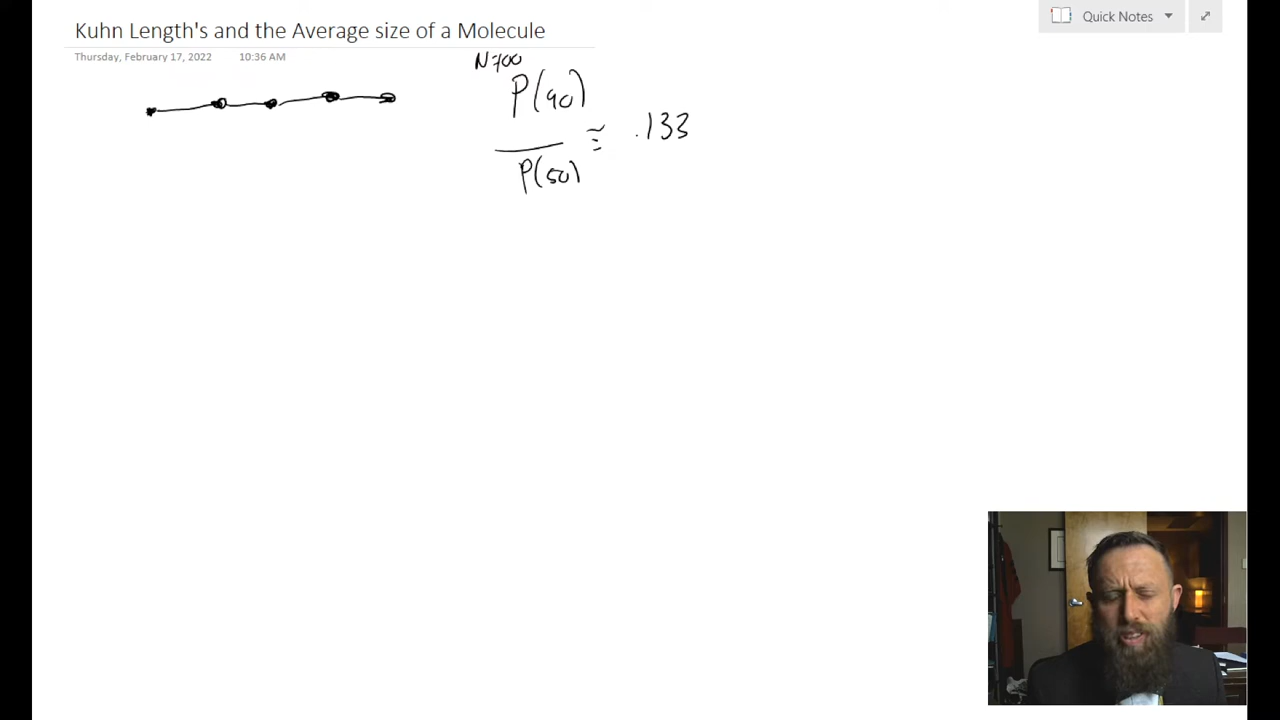 Kuhn Length's and the Average size of a Molecule
Quick Notes
Thursday, February 17, 2022 10:36 AM
N=700
P(90)
≅ .133
P(50)